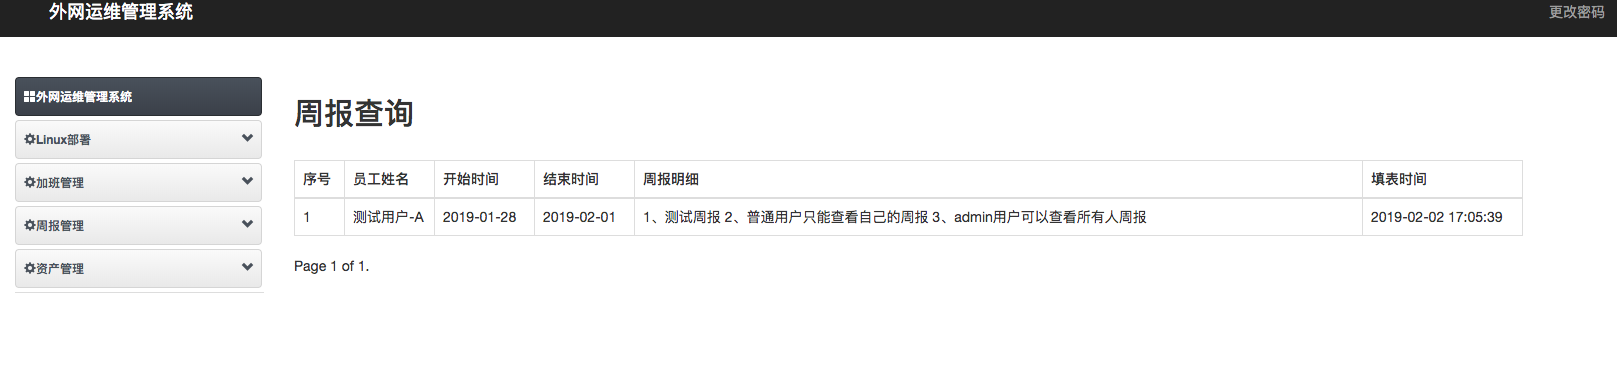 外网运维管理系统 更改密码
外网运维管理系统
Linux部署
加班管理
周报管理
资产管理
周报查询
序号 员工姓名 开始时间 结束时间 周报明细 填表时间
1 测试用户-A 2019-01-28 2019-02-01 1、测试周报 2、普通用户只能查看自己的周报 3、admin用户可以查看所有人周报 2019-02-02 17:05:39
Page 1 of 1.